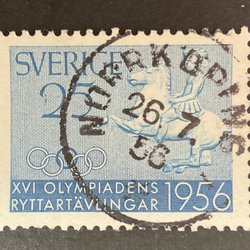 SVERIGE
25
NORRKÖPING
26.7.
56
XVI OLYMPIADENS
RYTTARTÄVLINGAR 1956